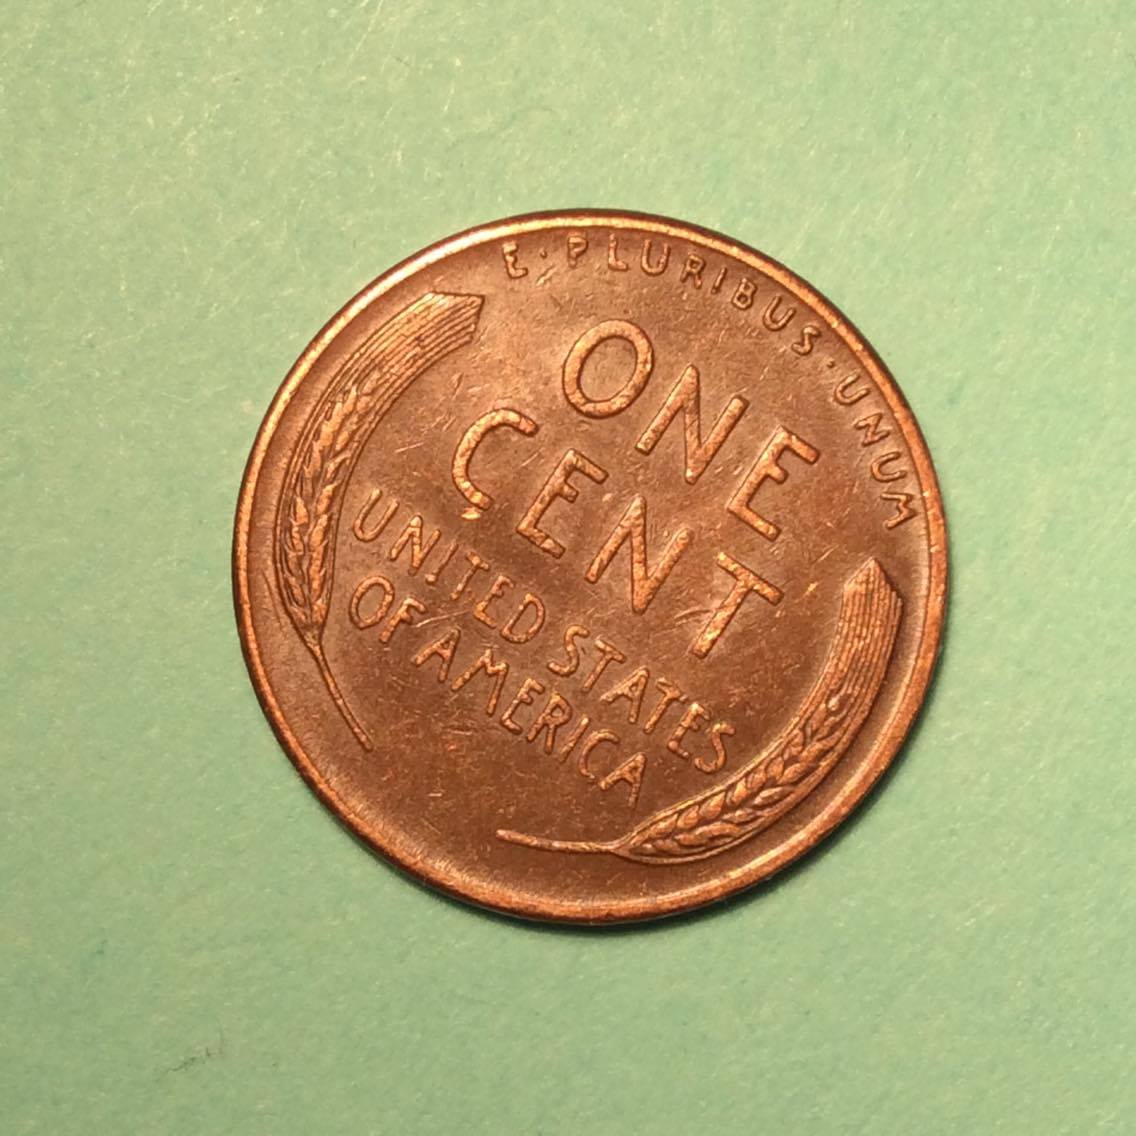 E · PLURIBUS · UNUM
ONE
CENT
UNITED STATES
OF AMERICA